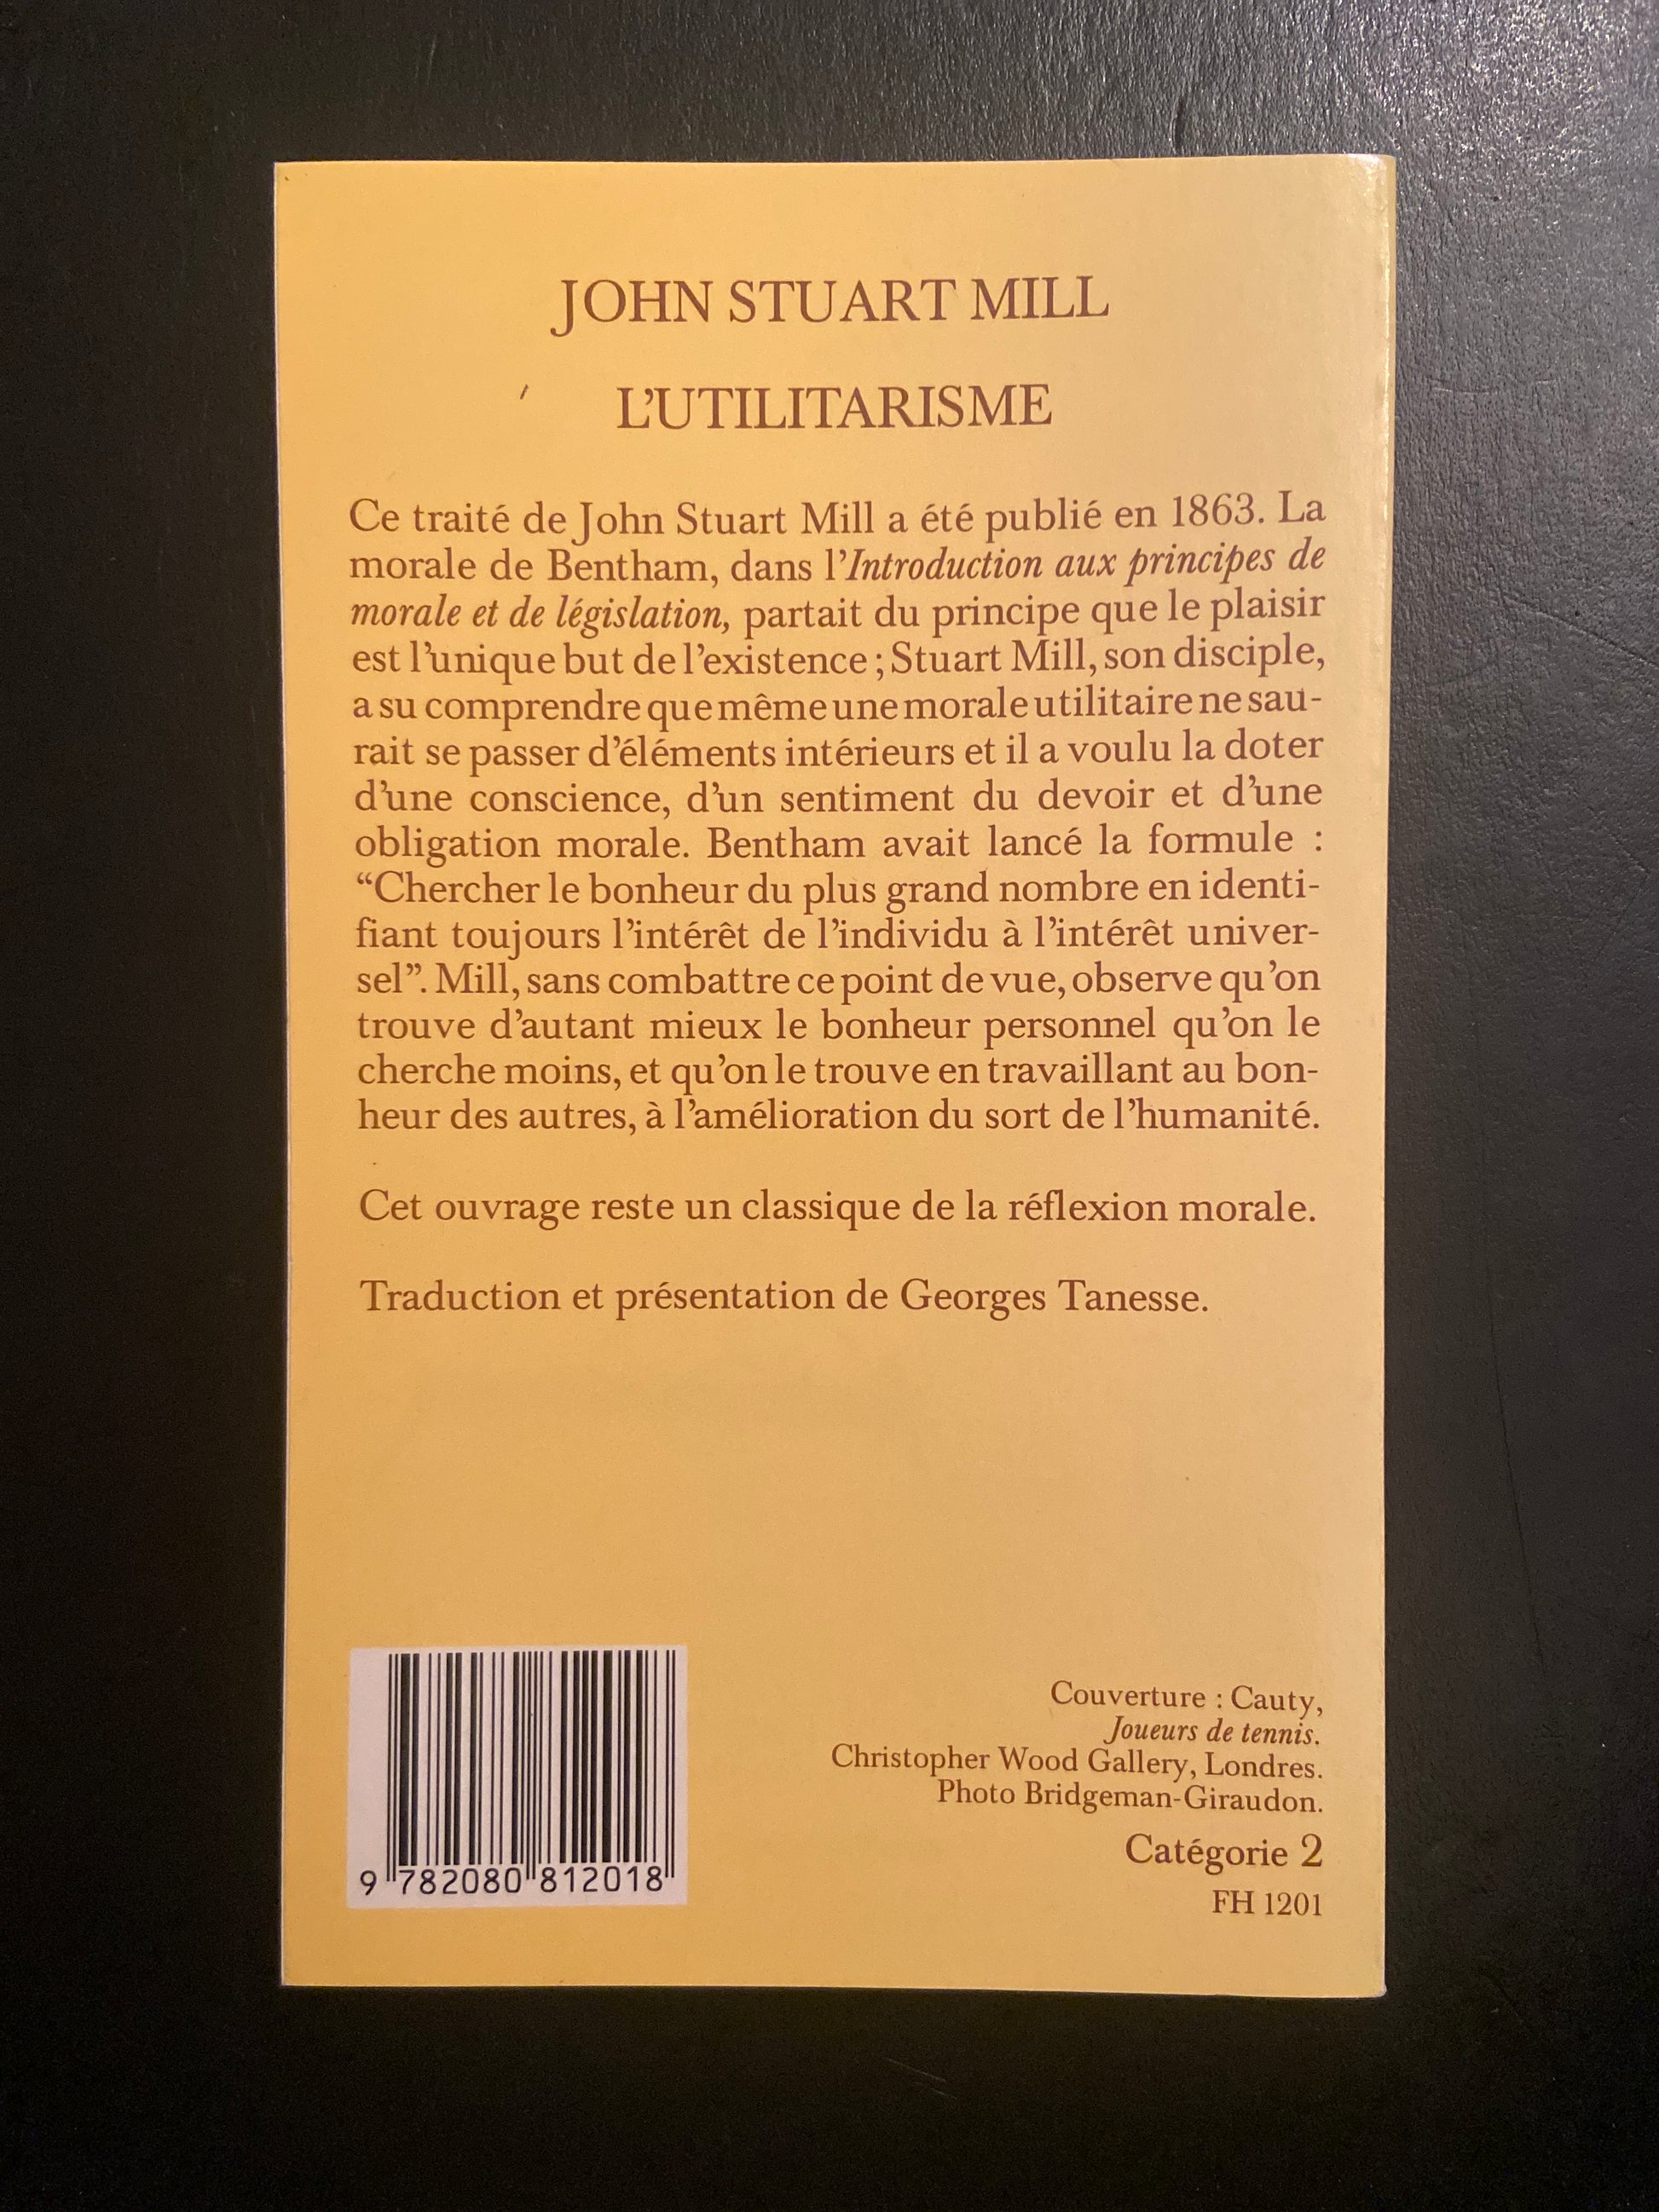 JOHN STUART MILL
L'UTILITARISME
Ce traité de John Stuart Mill a été publié en 1863. La
morale de Bentham, dans l'Introduction aux principes de
morale et de législation, partait du principe que le plaisir
est l'unique but de l'existence ; Stuart Mill, son disciple,
a su comprendre que même une morale utilitaire ne sau-
rait se passer d'éléments intérieurs et il a voulu la doter
d'une conscience, d'un sentiment du devoir et d'une
obligation morale. Bentham avait lancé la formule :
“Chercher le bonheur du plus grand nombre en identi-
fiant toujours l'intérêt de l'individu à l'intérêt univer-
sel”. Mill, sans combattre ce point de vue, observe qu'on
trouve d'autant mieux le bonheur personnel qu'on le
cherche moins, et qu'on le trouve en travaillant au bon-
heur des autres, à l'amélioration du sort de l'humanité.
Cet ouvrage reste un classique de la réflexion morale.
Traduction et présentation de Georges Tanesse.
Couverture : Cauty,
Joueurs de tennis.
Christopher Wood Gallery, Londres.
Photo Bridgeman-Giraudon.
Catégorie 2
FH 1201
9 782080 812018